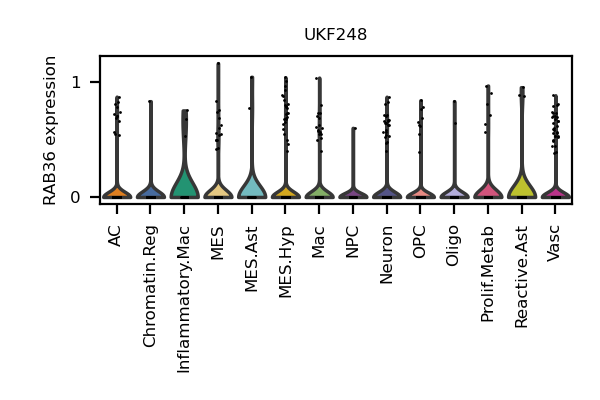 UKF248
RAB36 expression
1
0
AC
Chromatin.Reg
Inflammatory.Mac
MES
MES.Ast
MES.Hyp
Mac
NPC
Neuron
OPC
Oligo
Prolif.Metab
Reactive.Ast
Vasc